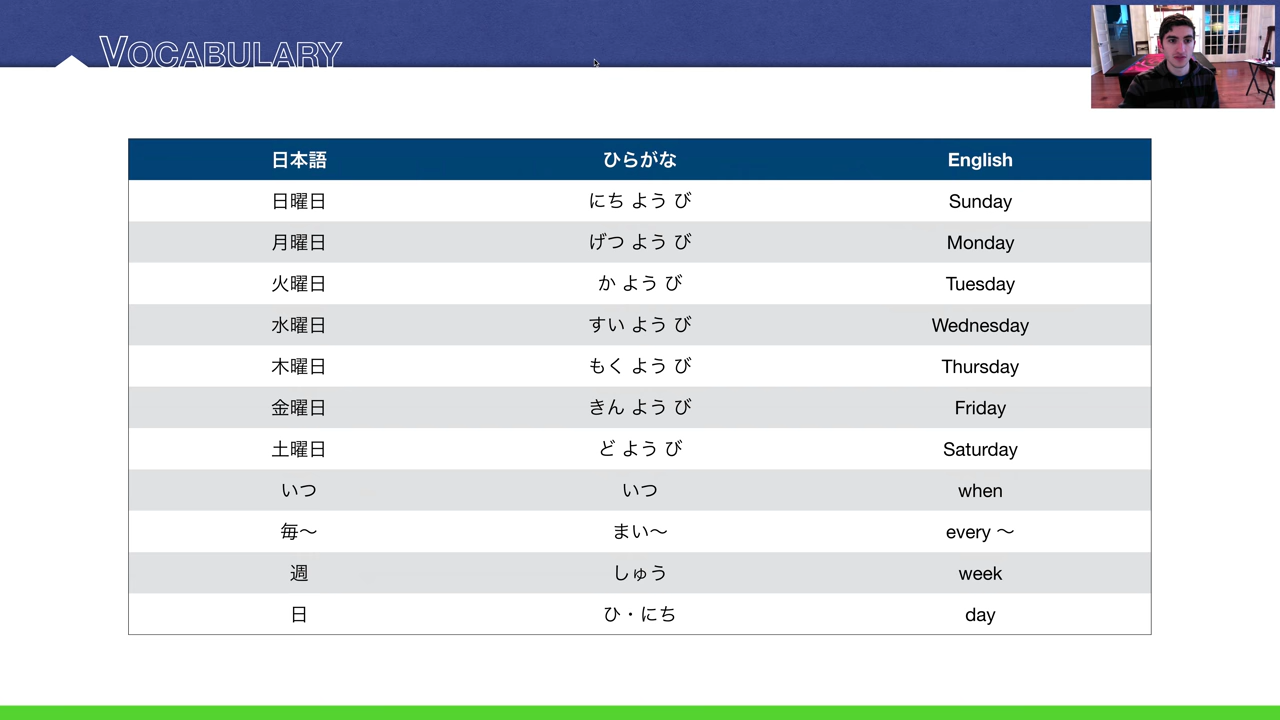 VOCABULARY
日本語 ひらがな English
日曜日 にち よう び Sunday
月曜日 げつ よう び Monday
火曜日 か よう び Tuesday
水曜日 すい よう び Wednesday
木曜日 もく よう び Thursday
金曜日 きん よう び Friday
土曜日 ど よう び Saturday
いつ いつ when
毎〜 まい〜 every 〜
週 しゅう week
日 ひ・にち day